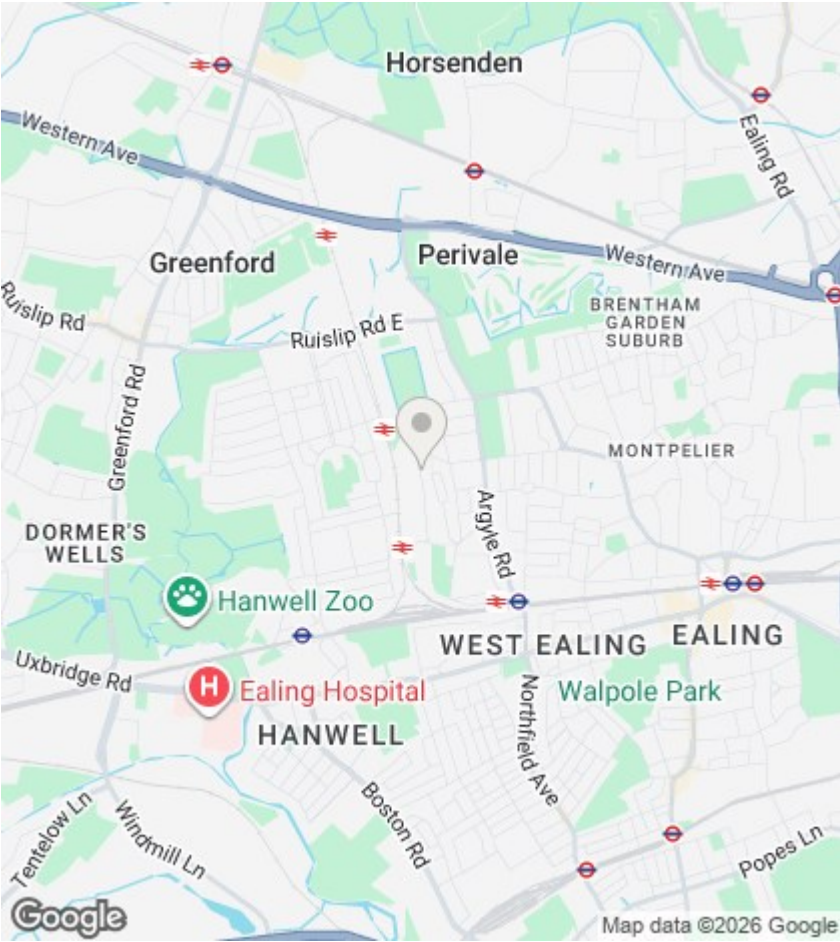 Horsenden
Western Ave
Ealing Rd
Greenford
Perivale
Western Ave
Ruislip Rd
BRENTHAM
GARDEN
SUBURB
Ruislip Rd E
Greenford Rd
MONTPELIER
Argyle Rd
DORMER'S
WELLS
Hanwell Zoo
WEST EALING
EALING
Uxbridge Rd
H
Ealing Hospital
Walpole Park
HANWELL
Northfield Ave
Boston Rd
Tentelow Ln
Windmill Ln
Popes Ln
Google
Map data ©2026 Google